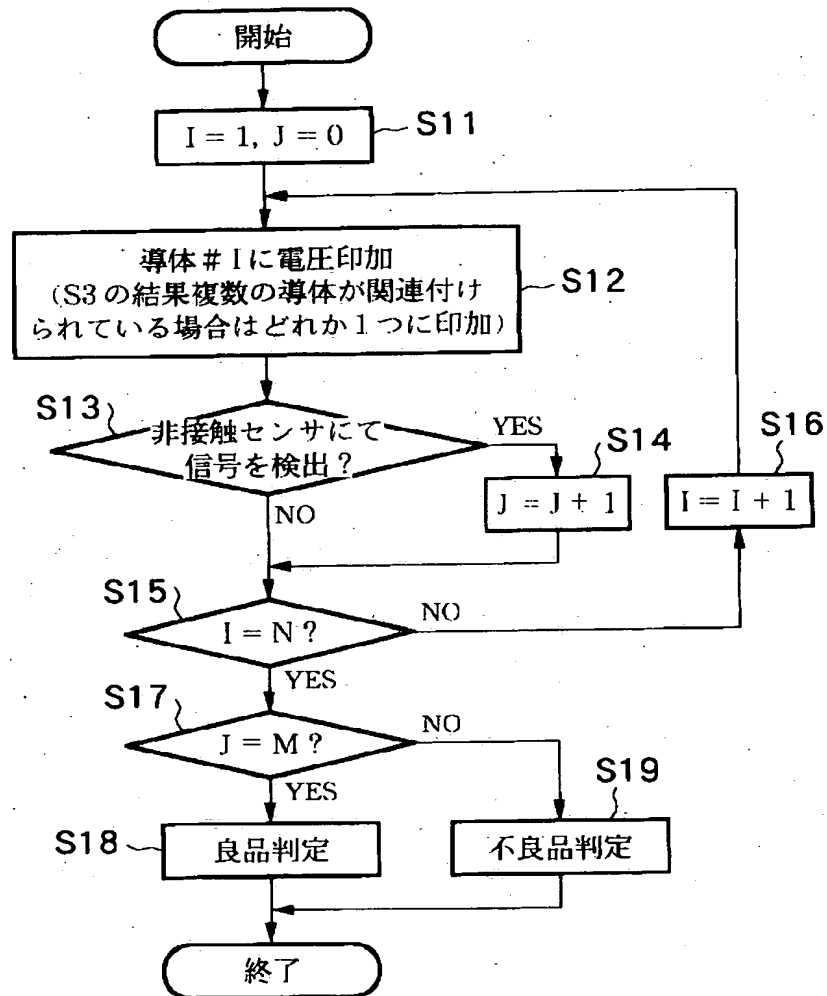 開始
I = 1, J = 0
S11
導体＃Iに電圧印加
（S3の結果複数の導体が関連付け
られている場合はどれか1つに印加）
S12
S13
非接触センサにて
信号を検出？
YES
S14
S16
J = J + 1
I = I + 1
NO
S15
I = N ?
NO
YES
S17
J = M ?
NO
YES
S19
S18
良品判定
不良品判定
終了